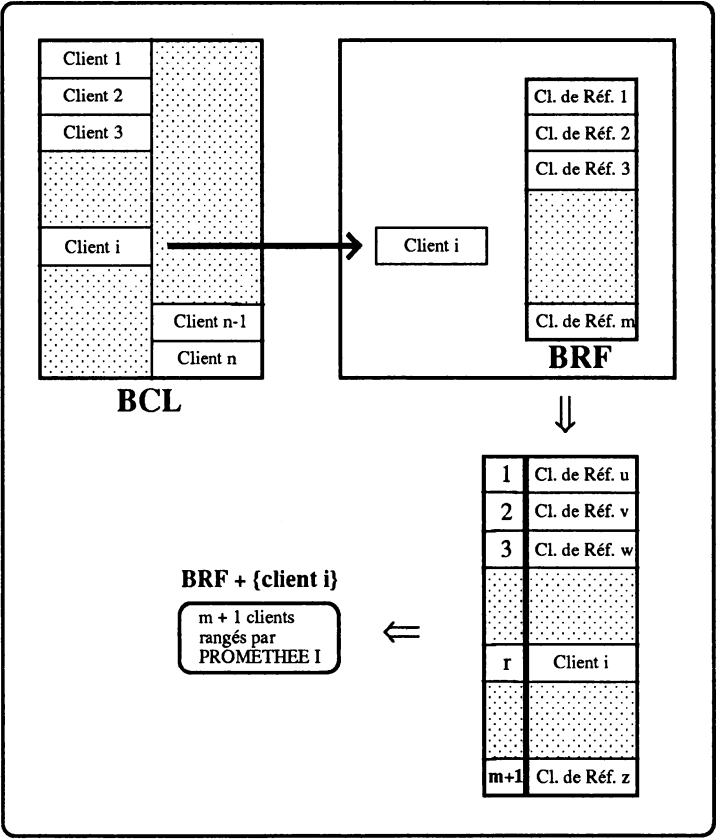 Client 1
Client 2
Client 3
Client i
Client n-1
Client n
BCL
Client i
Cl. de Réf. 1
Cl. de Réf. 2
Cl. de Réf. 3
Cl. de Réf. m
BRF
⇓
1 Cl. de Réf. u
2 Cl. de Réf. v
3 Cl. de Réf. w
r Client i
m+1 Cl. de Réf. z
⇐
BRF + {client i}
m + 1 clients
rangés par
PROMETHEE I